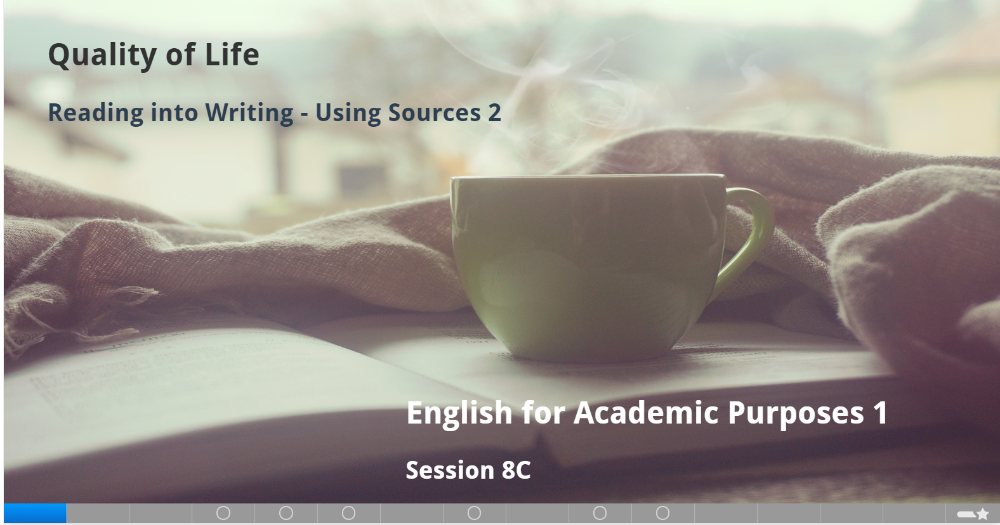 Quality of Life
Reading into Writing - Using Sources 2
English for Academic Purposes 1
Session 8C